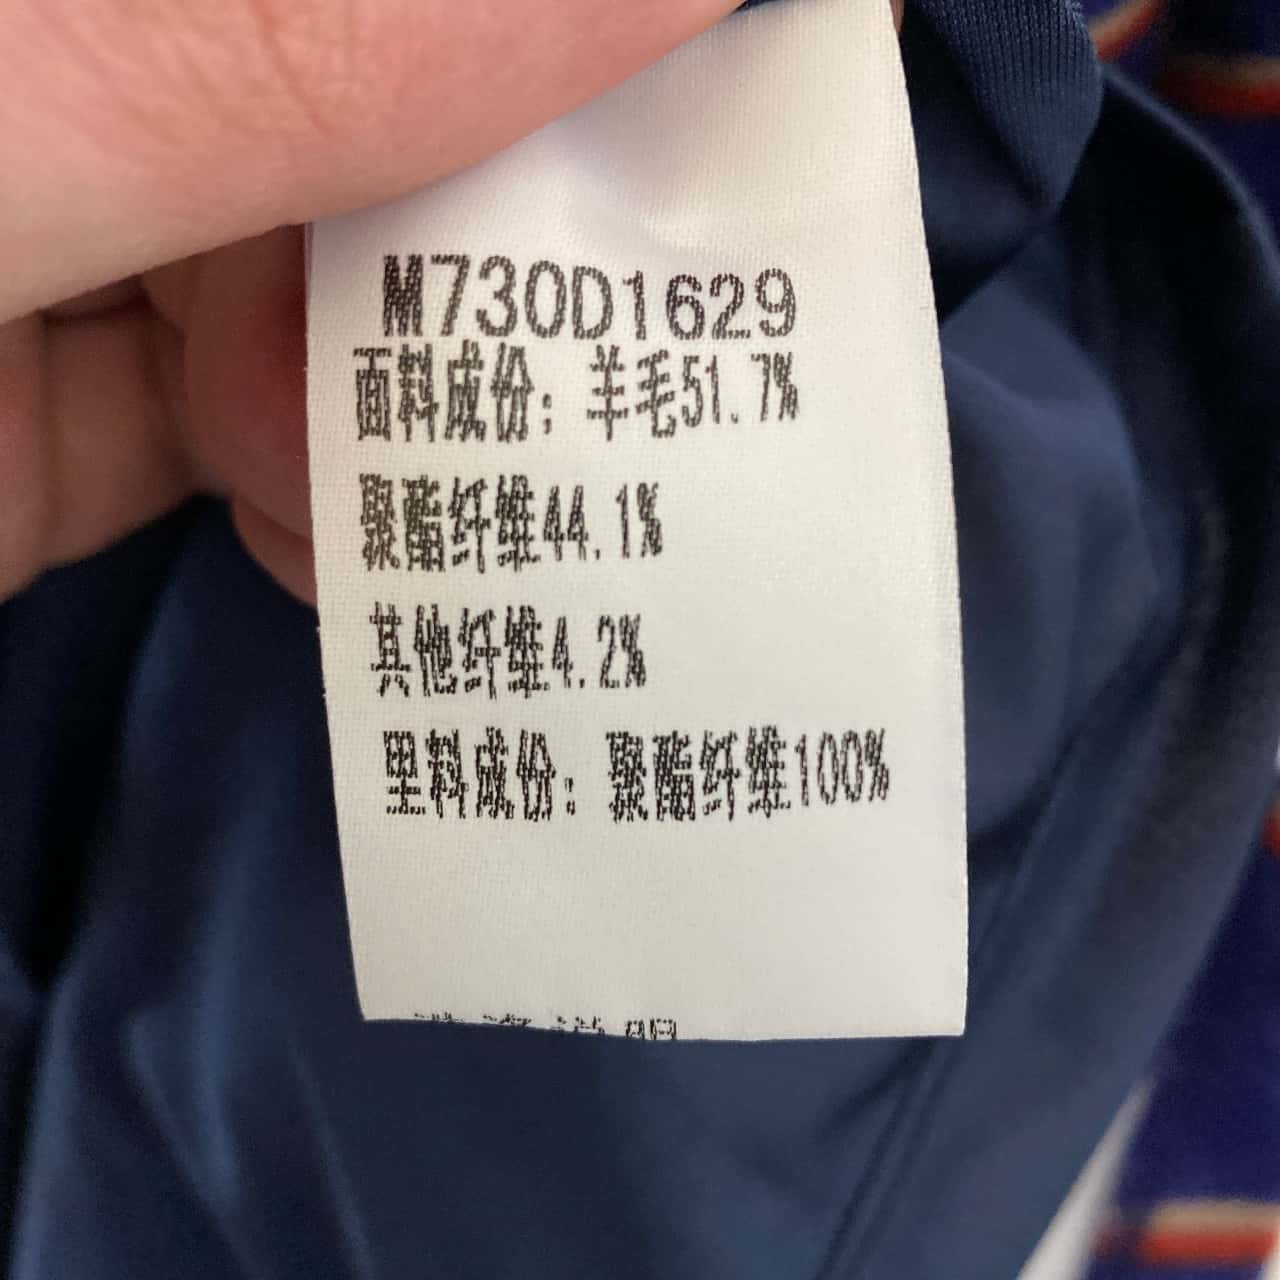 M730D1629
面料成份：羊毛51.7%
聚酯纤维44.1%
其他纤维4.2%
里料成份：聚酯纤维100%